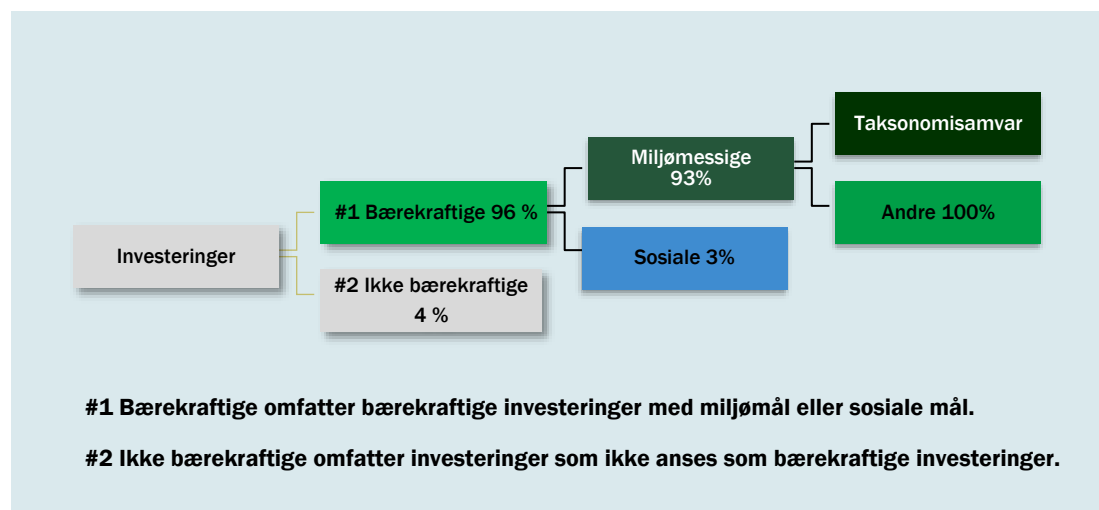 Taksonomisamvar
Miljømessige
93%
#1 Bærekraftige 96 %
Andre 100%
Investeringer
Sosiale 3%
#2 Ikke bærekraftige
4 %
#1 Bærekraftige omfatter bærekraftige investeringer med miljømål eller sosiale mål.
#2 Ikke bærekraftige omfatter investeringer som ikke anses som bærekraftige investeringer.